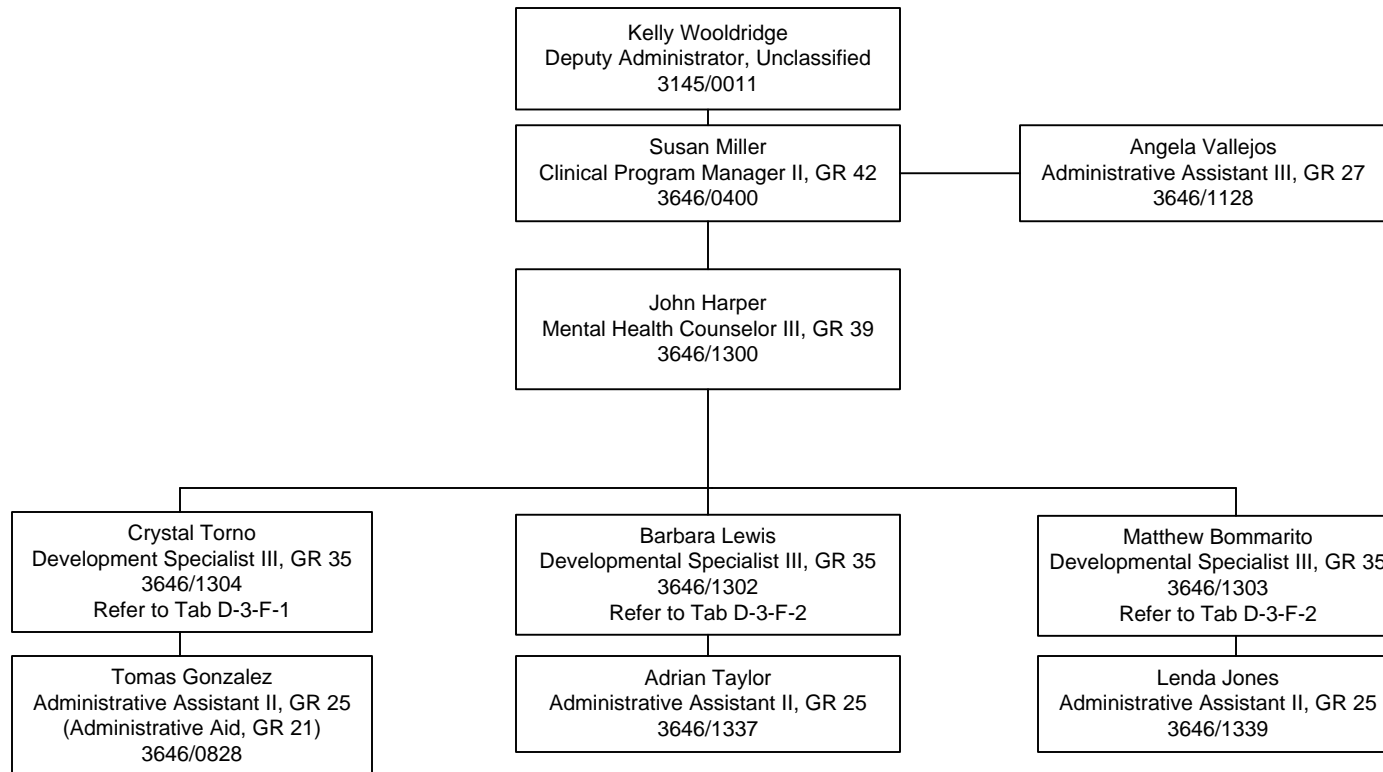 Kelly Wooldridge
Deputy Administrator, Unclassified
3145/0011
Susan Miller
Clinical Program Manager II, GR 42
3646/0400
Angela Vallejos
Administrative Assistant III, GR 27
3646/1128
John Harper
Mental Health Counselor III, GR 39
3646/1300
Crystal Torno
Development Specialist III, GR 35
3646/1304
Refer to Tab D-3-F-1
Barbara Lewis
Developmental Specialist III, GR 35
3646/1302
Refer to Tab D-3-F-2
Matthew Bommarito
Developmental Specialist III, GR 35
3646/1303
Refer to Tab D-3-F-2
Tomas Gonzalez
Administrative Assistant II, GR 25
(Administrative Aid, GR 21)
3646/0828
Adrian Taylor
Administrative Assistant II, GR 25
3646/1337
Lenda Jones
Administrative Assistant II, GR 25
3646/1339